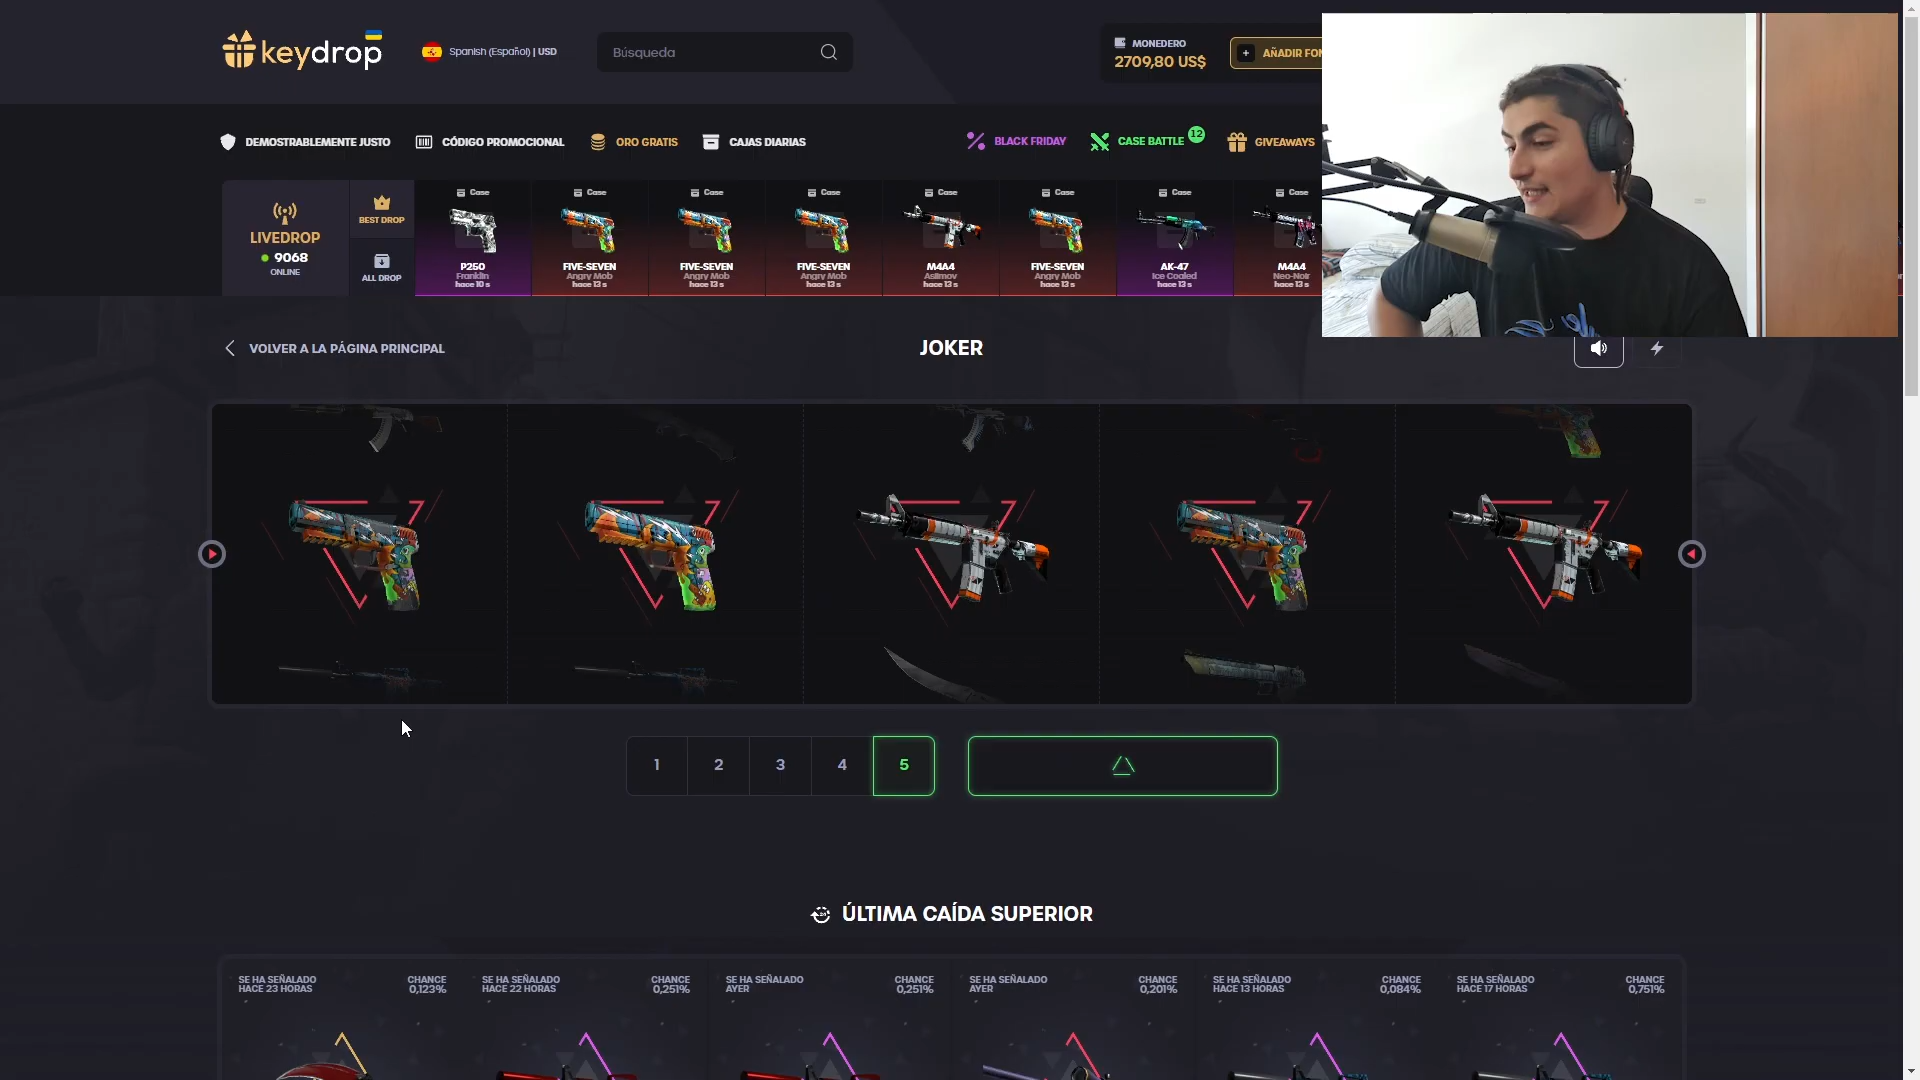 keydrop
Spanish (Español) | USD
Búsqueda
MONEDERO
2709,80 US$
+ AÑADIR FON
DEMOSTRABLEMENTE JUSTO
CÓDIGO PROMOCIONAL
ORO GRATIS
CAJAS DIARIAS
BLACK FRIDAY
CASE BATTLE 12
GIVEAWAYS
LIVEDROP
9068
ONLINE
BEST DROP
ALL DROP
Case
P250
Franklin
hace 10 s
Case
FIVE-SEVEN
Angry Mob
hace 13 s
Case
FIVE-SEVEN
Angry Mob
hace 13 s
Case
FIVE-SEVEN
Angry Mob
hace 13 s
Case
M4A4
Asiimov
hace 13 s
Case
FIVE-SEVEN
Angry Mob
hace 13 s
Case
AK-47
Ice Coaled
hace 13 s
Case
M4A4
Neo-Noir
hace 13 s
VOLVER A LA PÁGINA PRINCIPAL
JOKER
1 2 3 4 5
ÚLTIMA CAÍDA SUPERIOR
SE HA SEÑALADO
HACE 23 HORAS
CHANCE
0,123%
SE HA SEÑALADO
HACE 22 HORAS
CHANCE
0,251%
SE HA SEÑALADO
AYER
CHANCE
0,251%
SE HA SEÑALADO
AYER
CHANCE
0,201%
SE HA SEÑALADO
HACE 13 HORAS
CHANCE
0,084%
SE HA SEÑALADO
HACE 17 HORAS
CHANCE
0,751%